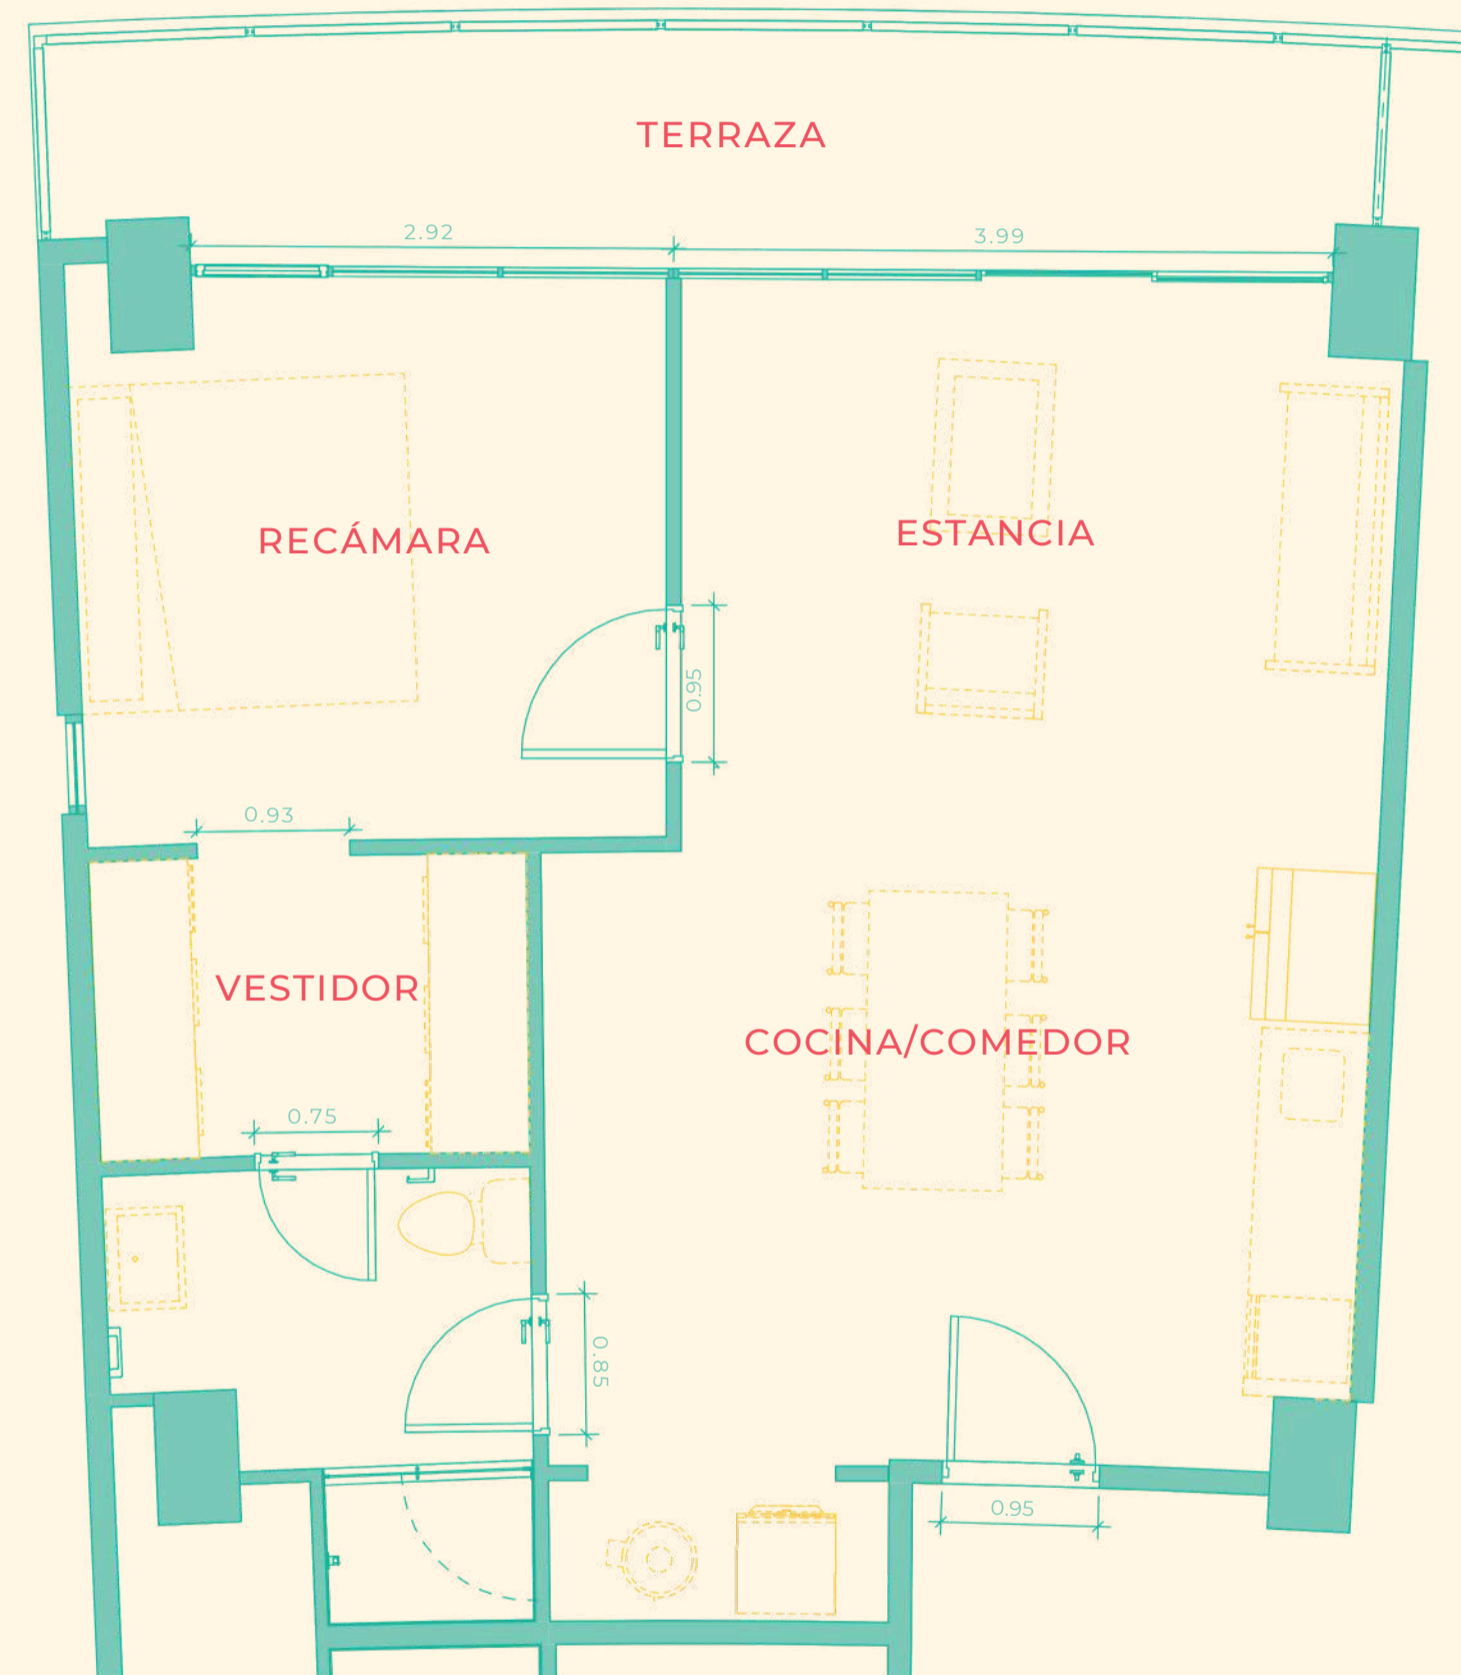 TERRAZA
2.92
3.99
RECÁMARA
ESTANCIA
0.95
0.93
VESTIDOR
COCINA/COMEDOR
0.75
0.85
0.95